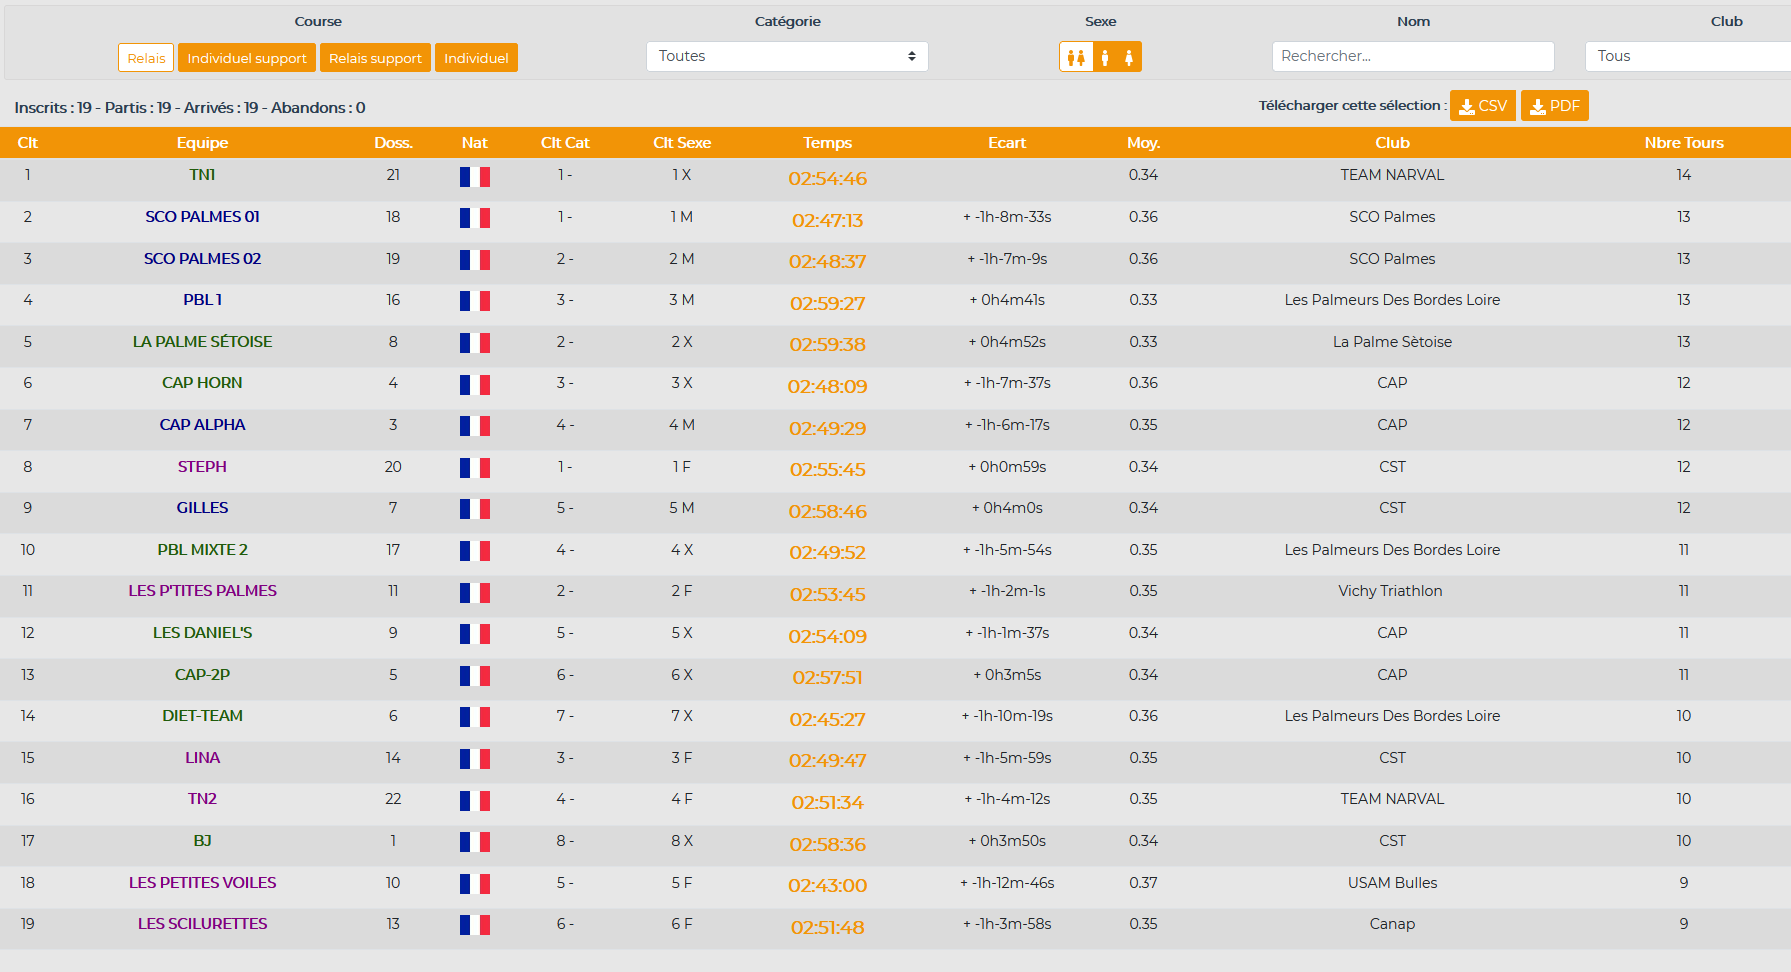 Course Catégorie Sexe Nom Club
Relais Individuel support Relais support Individuel Toutes Rechercher... Tous
Inscrits : 19 - Partis : 19 - Arrivés : 19 - Abandons : 0 Télécharger cette sélection : CSV PDF
Clt Equipe Doss. Nat Clt Cat Clt Sexe Temps Ecart Moy. Club Nbre Tours
1 TN1 21 1 - 1 X 02:54:46 0.34 TEAM NARVAL 14
2 SCO PALMES 01 18 1 - 1 M 02:47:13 + -1h-8m-33s 0.36 SCO Palmes 13
3 SCO PALMES 02 19 2 - 2 M 02:48:37 + -1h-7m-9s 0.36 SCO Palmes 13
4 PBL 1 16 3 - 3 M 02:59:27 + 0h4m41s 0.33 Les Palmeurs Des Bordes Loire 13
5 LA PALME SÉTOISE 8 2 - 2 X 02:59:38 + 0h4m52s 0.33 La Palme Sètoise 13
6 CAP HORN 4 3 - 3 X 02:48:09 + -1h-7m-37s 0.36 CAP 12
7 CAP ALPHA 3 4 - 4 M 02:49:29 + -1h-6m-17s 0.35 CAP 12
8 STEPH 20 1 - 1 F 02:55:45 + 0h0m59s 0.34 CST 12
9 GILLES 7 5 - 5 M 02:58:46 + 0h4m0s 0.34 CST 12
10 PBL MIXTE 2 17 4 - 4 X 02:49:52 + -1h-5m-54s 0.35 Les Palmeurs Des Bordes Loire 11
11 LES P'TITES PALMES 11 2 - 2 F 02:53:45 + -1h-2m-1s 0.35 Vichy Triathlon 11
12 LES DANIEL'S 9 5 - 5 X 02:54:09 + -1h-1m-37s 0.34 CAP 11
13 CAP-2P 5 6 - 6 X 02:57:51 + 0h3m5s 0.34 CAP 11
14 DIET-TEAM 6 7 - 7 X 02:45:27 + -1h-10m-19s 0.36 Les Palmeurs Des Bordes Loire 10
15 LINA 14 3 - 3 F 02:49:47 + -1h-5m-59s 0.35 CST 10
16 TN2 22 4 - 4 F 02:51:34 + -1h-4m-12s 0.35 TEAM NARVAL 10
17 BJ 1 8 - 8 X 02:58:36 + 0h3m50s 0.34 CST 10
18 LES PETITES VOILES 10 5 - 5 F 02:43:00 + -1h-12m-46s 0.37 USAM Bulles 9
19 LES SCILURETTES 13 6 - 6 F 02:51:48 + -1h-3m-58s 0.35 Canap 9